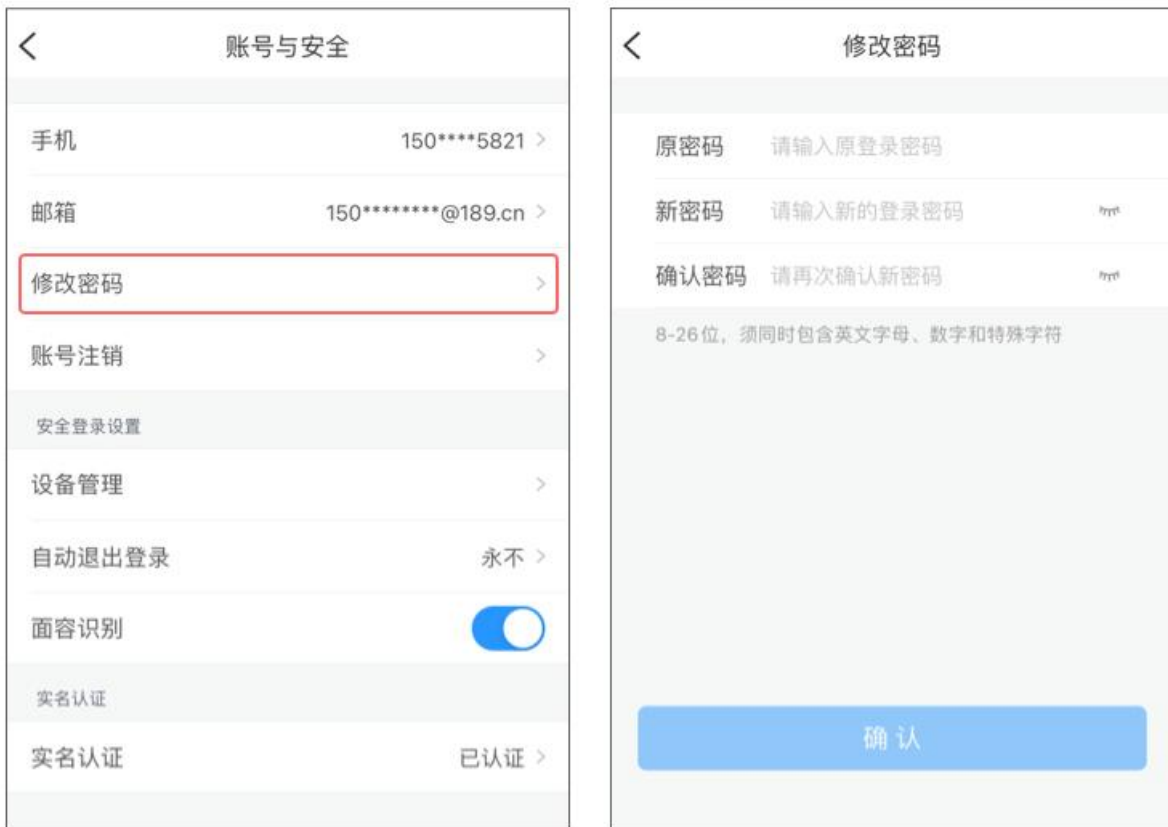 账号与安全
手机 150****5821
邮箱 150********@189.cn
修改密码
账号注销
安全登录设置
设备管理
自动退出登录 永不
面容识别
实名认证
实名认证 已认证
修改密码
原密码 请输入原登录密码
新密码 请输入新的登录密码
确认密码 请再次确认新密码
8-26位，须同时包含英文字母、数字和特殊字符
确认